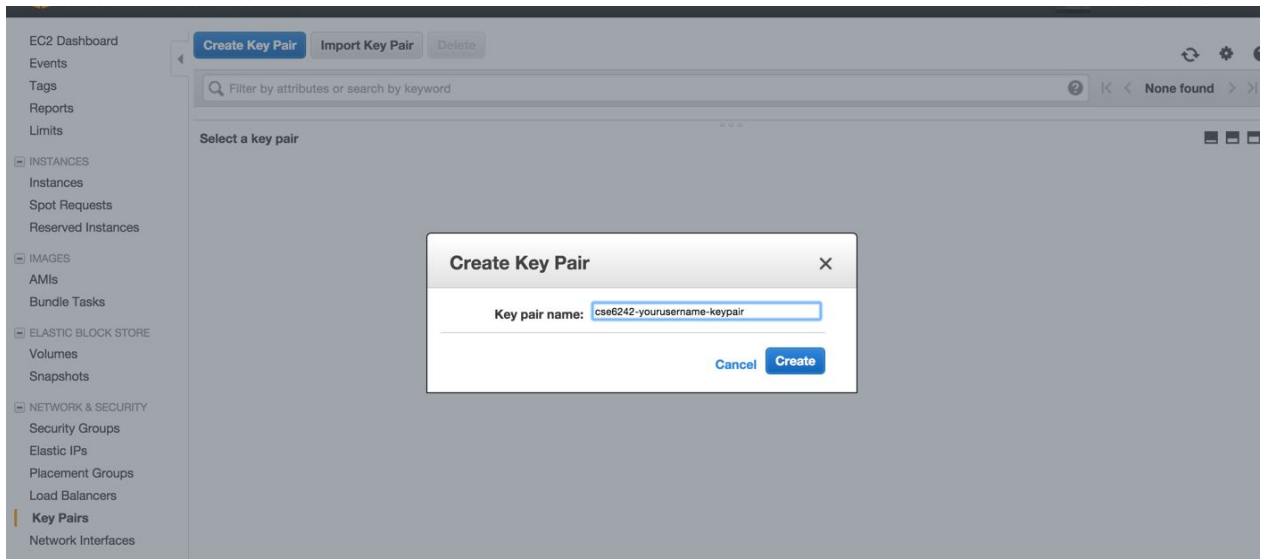 EC2 Dashboard
Events
Tags
Reports
Limits
INSTANCES
Instances
Spot Requests
Reserved Instances
IMAGES
AMIs
Bundle Tasks
ELASTIC BLOCK STORE
Volumes
Snapshots
NETWORK & SECURITY
Security Groups
Elastic IPs
Placement Groups
Load Balancers
Key Pairs
Network Interfaces
Create Key Pair Import Key Pair Delete
Filter by attributes or search by keyword
None found
Select a key pair
Create Key Pair
Key pair name: cse6242-yourusername-keypair
Cancel Create